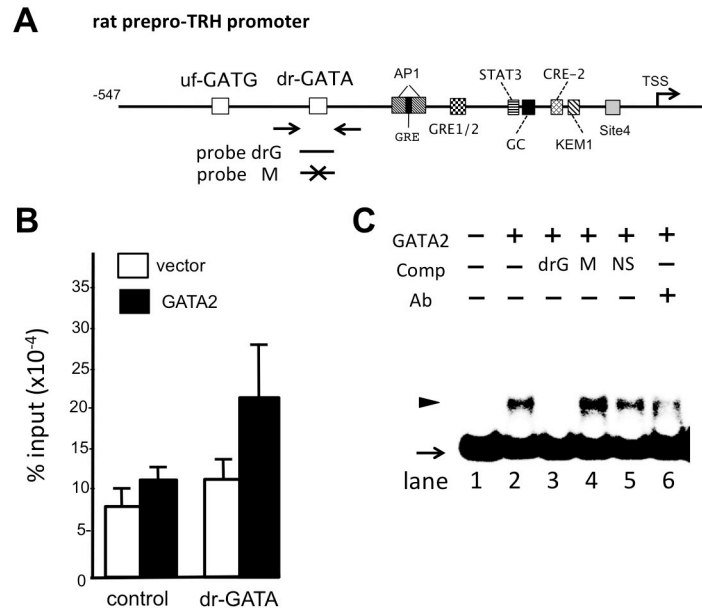 A rat prepro-TRH promoter
uf-GATG dr-GATA AP1 STAT3 CRE-2 TSS
-547
GRE GRE1/2 GC KEM1 Site4
probe drG
probe M
B
vector
GATA2
% input (x10-4)
35
30
25
20
15
10
5
0
control dr-GATA
C
GATA2 – + + + + +
Comp – – drG M NS –
Ab – – – – – +
lane 1 2 3 4 5 6